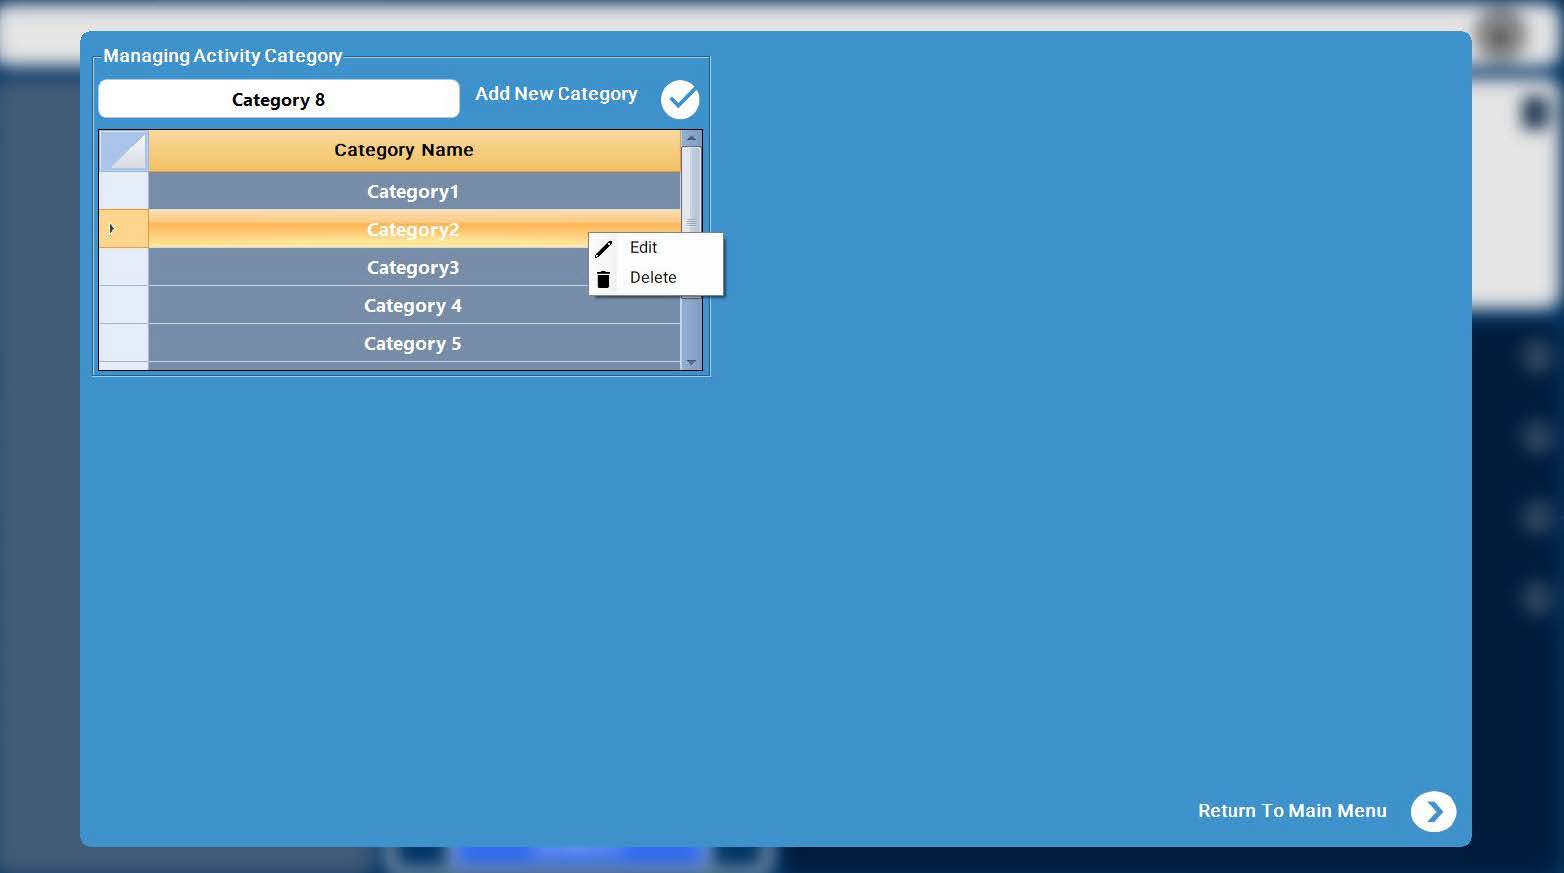 Managing Activity Category
Category 8
Add New Category
Category Name
Category1
Category2
Category3
Category 4
Category 5
Edit
Delete
Return To Main Menu